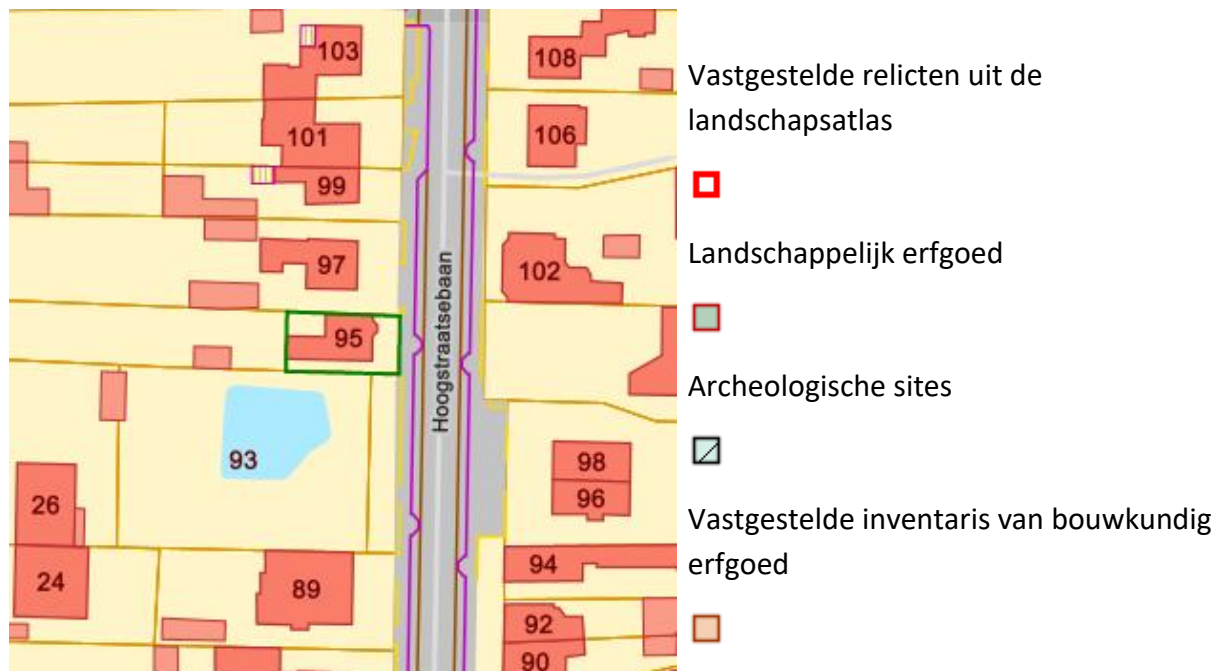 103
108
101
106
99
97
102
95
Hoogstraatsebaan
93
98
96
26
94
24
89
92
90
Vastgestelde relicten uit de
landschapsatlas
Landschappelijk erfgoed
Archeologische sites
Vastgestelde inventaris van bouwkundig
erfgoed